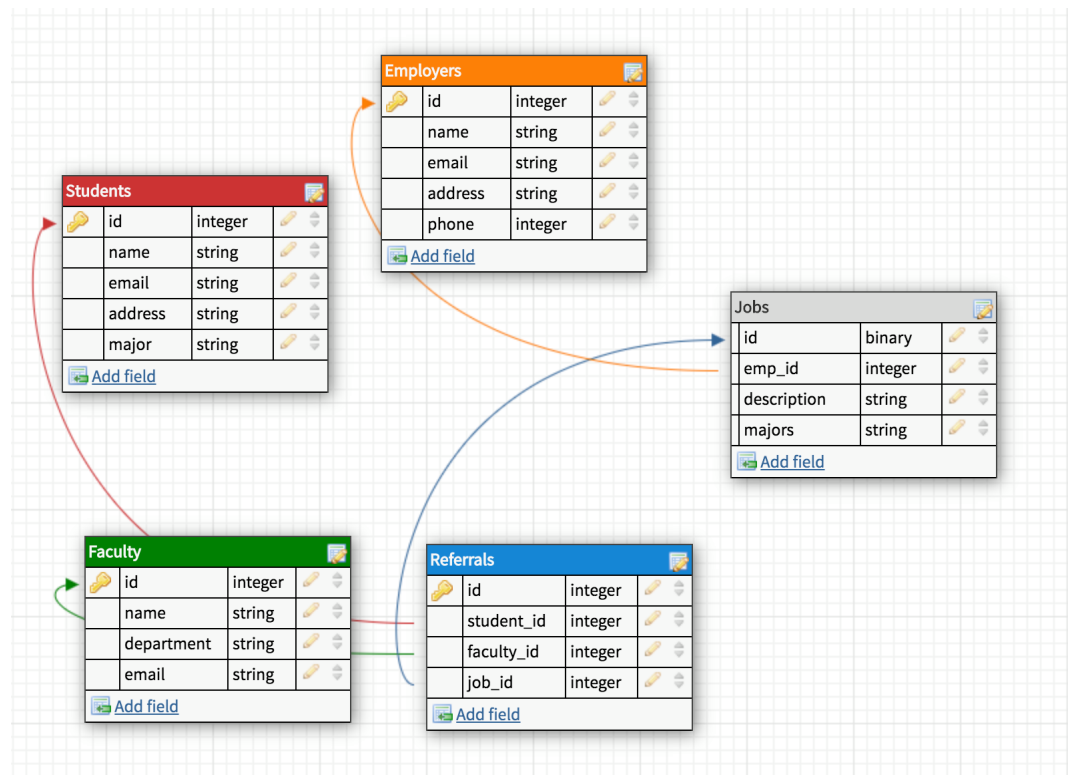 Employers
id integer
name string
email string
address string
phone integer
Add field
Students
id integer
name string
email string
address string
major string
Add field
Jobs
id binary
emp_id integer
description string
majors string
Add field
Faculty
id integer
name string
department string
email string
Add field
Referrals
id integer
student_id integer
faculty_id integer
job_id integer
Add field